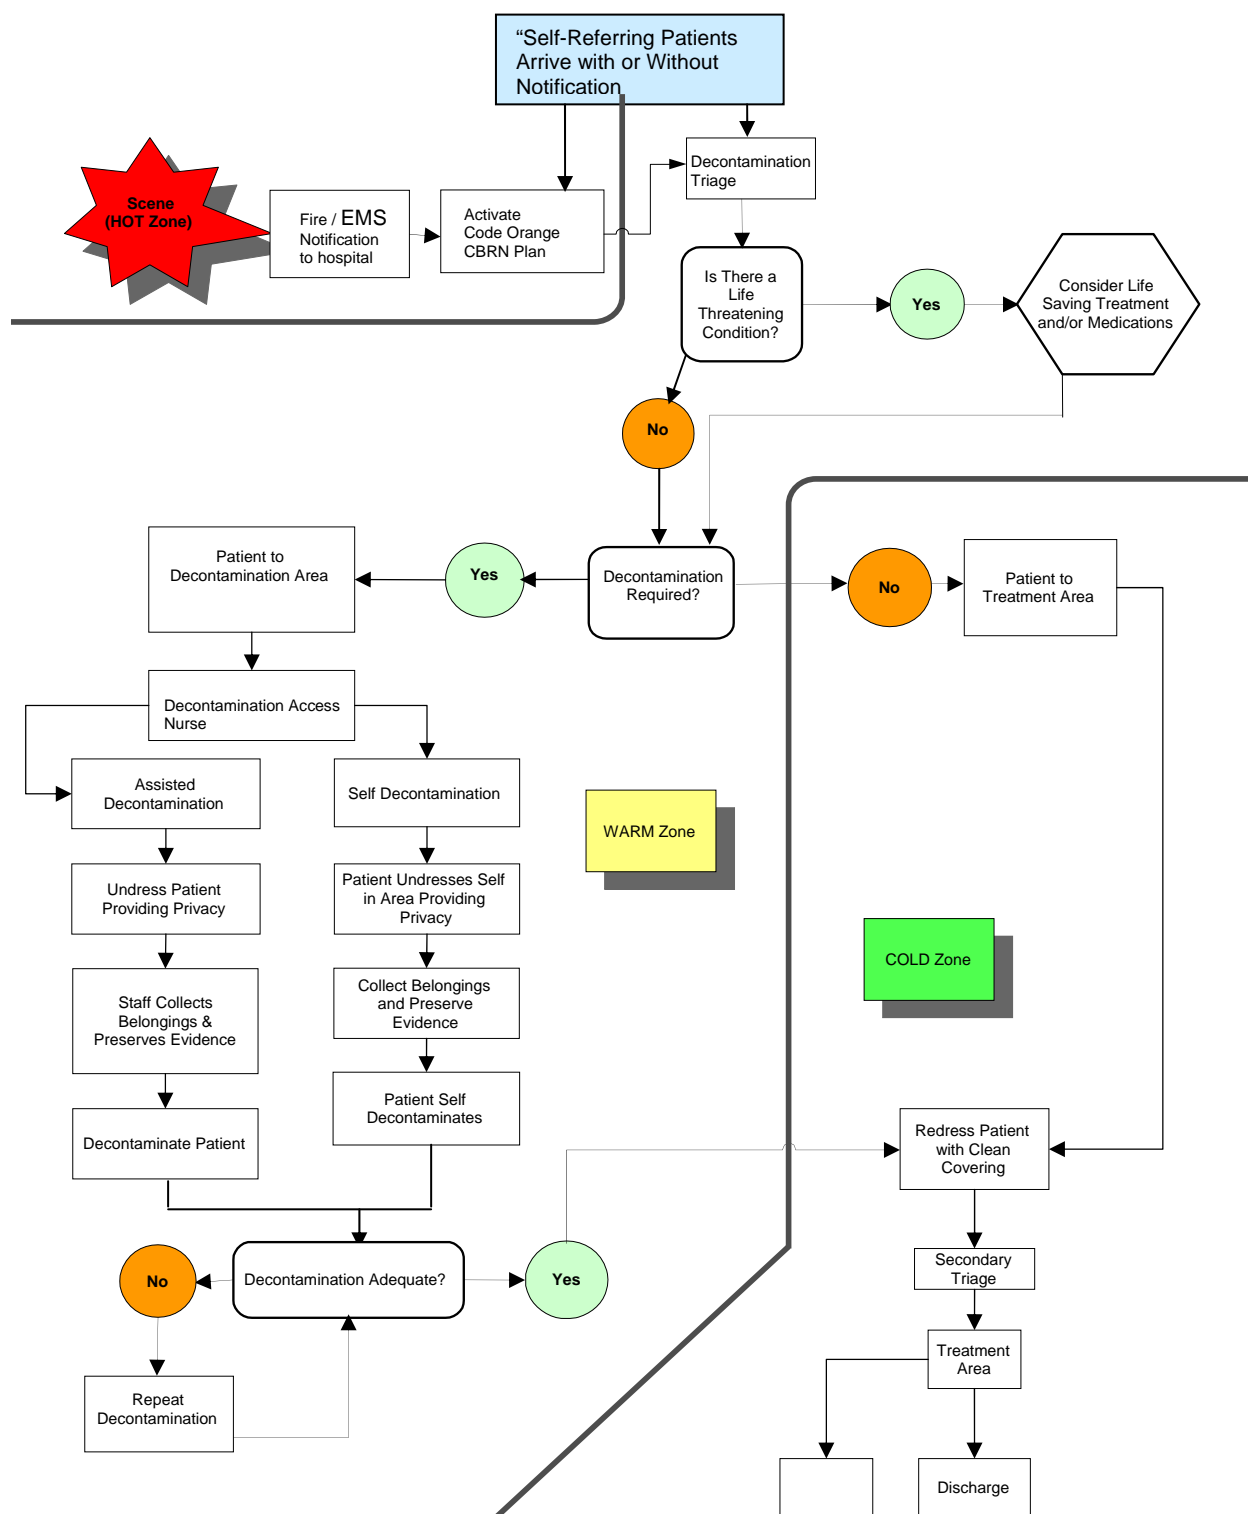 “Self-Referring Patients
Arrive with or Without
Notification
Scene
(HOT Zone)
Fire / EMS
Notification
to hospital
Activate
Code Orange
CBRN Plan
Decontamination
Triage
Is There a
Life
Threatening
Condition?
Yes
Consider Life
Saving Treatment
and/or Medications
No
Patient to
Decontamination Area
Yes
Decontamination
Required?
No
Patient to
Treatment Area
Decontamination Access
Nurse
Assisted
Decontamination
Self Decontamination
WARM Zone
Undress Patient
Providing Privacy
Patient Undresses Self
in Area Providing
Privacy
COLD Zone
Staff Collects
Belongings &
Preserves Evidence
Collect Belongings
and Preserve
Evidence
Decontaminate Patient
Patient Self
Decontaminates
Redress Patient
with Clean
Covering
No
Decontamination Adequate?
Yes
Secondary
Triage
Treatment
Area
Repeat
Decontamination
Discharge